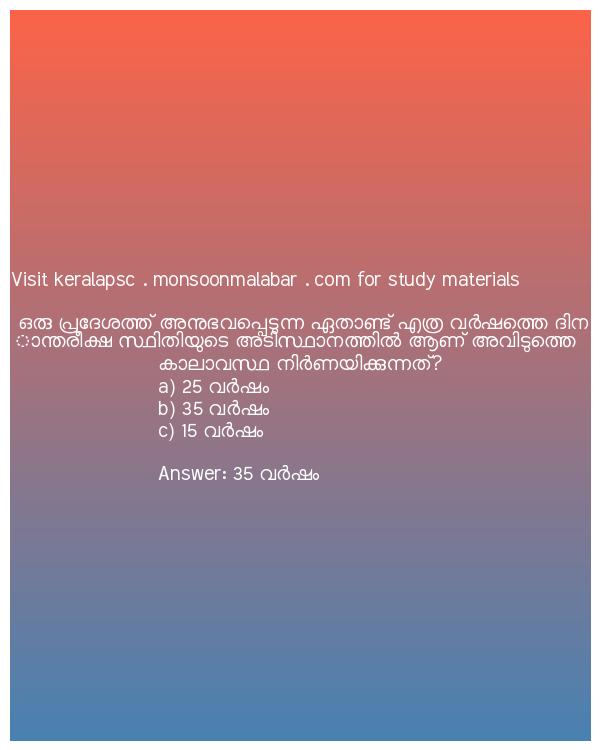 Visit keralapsc . monsoonmalabar . com for study materials
ഒരു പ്രദേശത്ത് അനുഭവപ്പെടുന്ന ഏതാണ്ട് എത്ര വർഷത്തെ ദിന
ാന്തരീക്ഷ സ്ഥിതിയുടെ അടിസ്ഥാനത്തിൽ ആണ് അവിടുത്തെ
കാലാവസ്ഥ നിർണയിക്കുന്നത്?
a) 25 വർഷം
b) 35 വർഷം
c) 15 വർഷം
Answer: 35 വർഷം